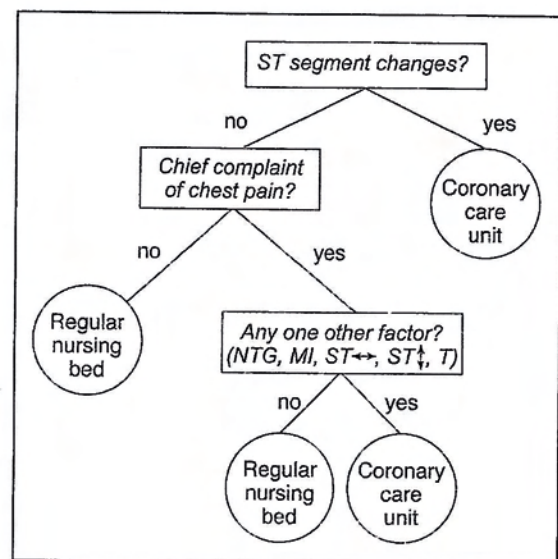 ST segment changes?
no
yes
Chief complaint
of chest pain?
Coronary
care
unit
no
yes
Regular
nursing
bed
Any one other factor?
(NTG, MI, ST↔, ST↕, T)
no
yes
Regular
nursing
bed
Coronary
care
unit